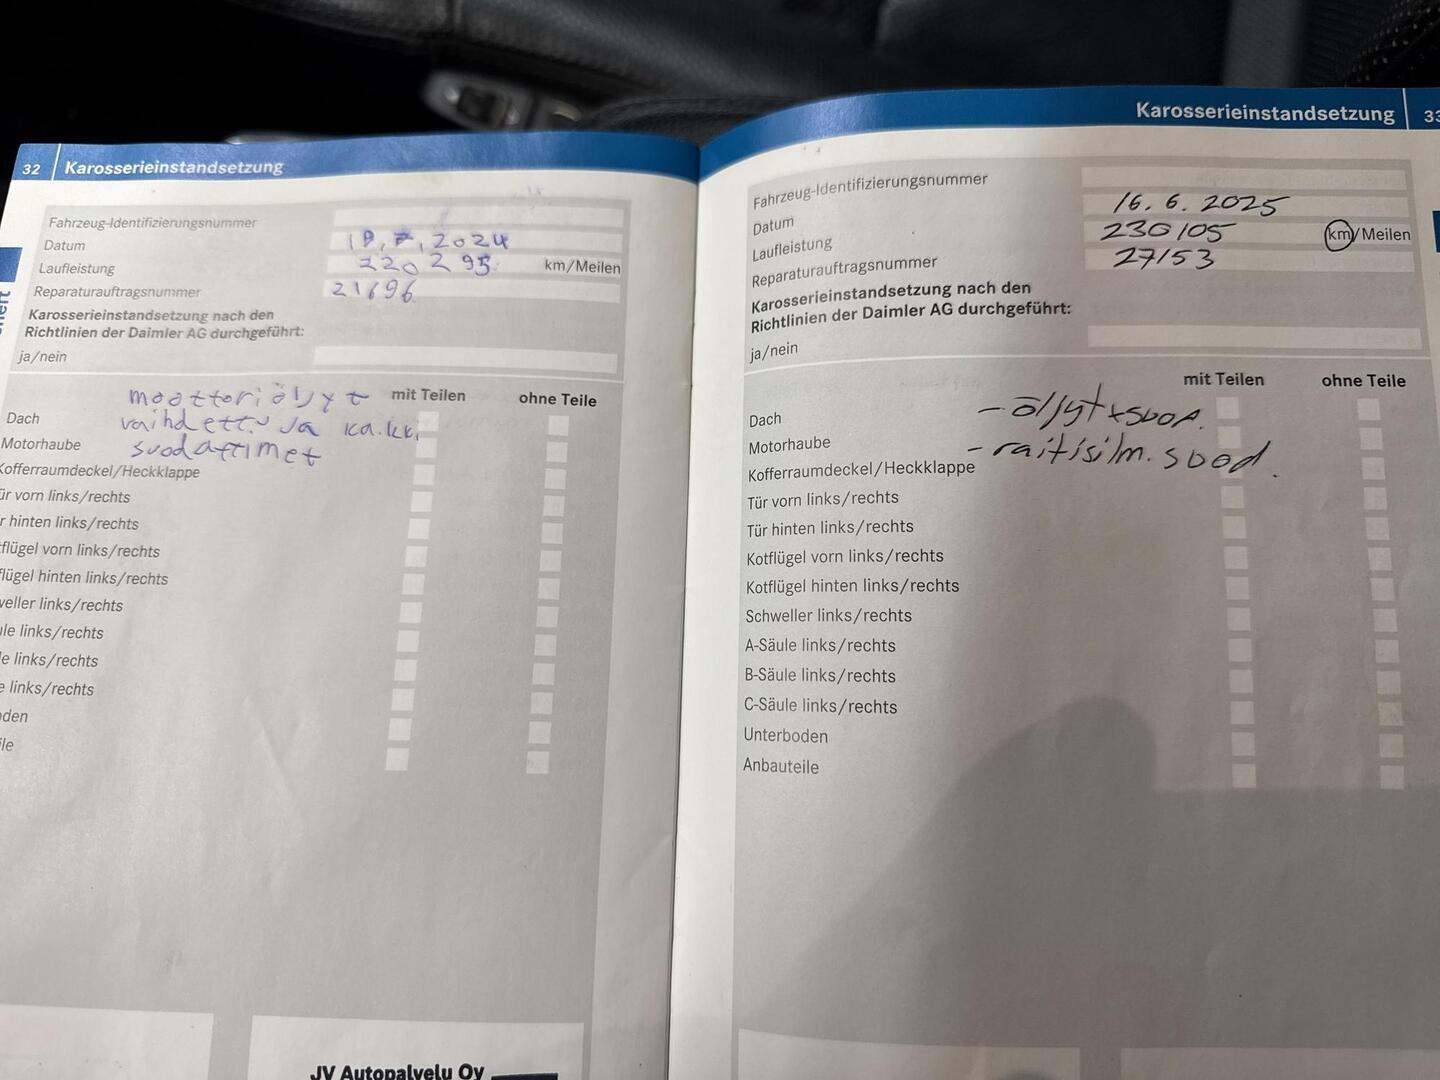 32 Karosserieinstandsetzung
Fahrzeug-Identifizierungsnummer
Datum 2024
Laufleistung 220 295 km/Meilen
Reparaturauftragsnummer 21696
Karosserieinstandsetzung nach den
Richtlinien der Daimler AG durchgeführt:
ja/nein
moottoriöljyt mit Teilen ohne Teile
Dach vaihdettu ja kaikki
Motorhaube suodattimet
Kofferraumdeckel/Heckklappe
ür vorn links/rechts
r hinten links/rechts
flügel vorn links/rechts
flügel hinten links/rechts
weller links/rechts
ule links/rechts
le links/rechts
e links/rechts
oden
ile
JV Autopalvelu Oy
Karosserieinstandsetzung 33
Fahrzeug-Identifizierungsnummer
Datum 16.6.2025
Laufleistung 230105 km/Meilen
Reparaturauftragsnummer 27153
Karosserieinstandsetzung nach den
Richtlinien der Daimler AG durchgeführt:
ja/nein
mit Teilen ohne Teile
Dach - öljyt + suod.
Motorhaube - raitisilm. suod.
Kofferraumdeckel/Heckklappe
Tür vorn links/rechts
Tür hinten links/rechts
Kotflügel vorn links/rechts
Kotflügel hinten links/rechts
Schweller links/rechts
A-Säule links/rechts
B-Säule links/rechts
C-Säule links/rechts
Unterboden
Anbauteile